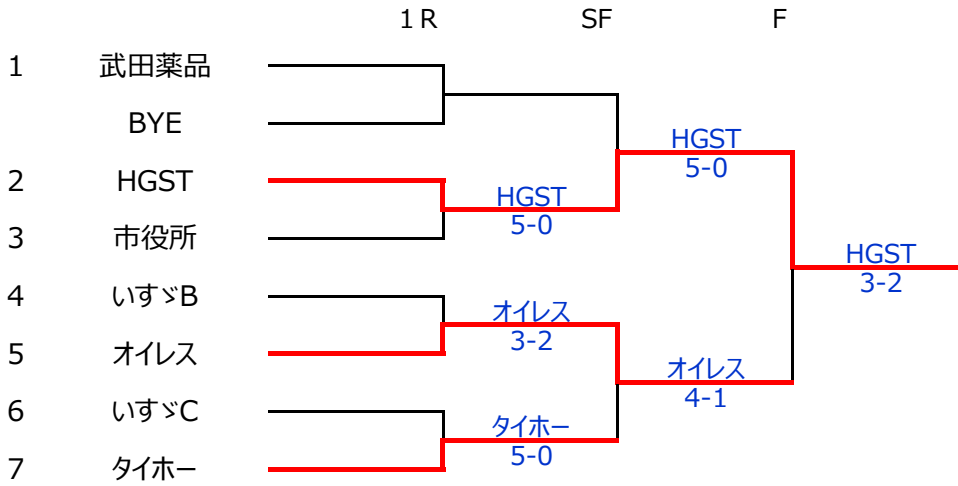 1R SF F
1 武田薬品
BYE
HGST
5-0
2 HGST
HGST
5-0
3 市役所
HGST
3-2
4 いすゞB
オイレス
3-2
5 オイレス
オイレス
4-1
6 いすゞC
タイホー
5-0
7 タイホー